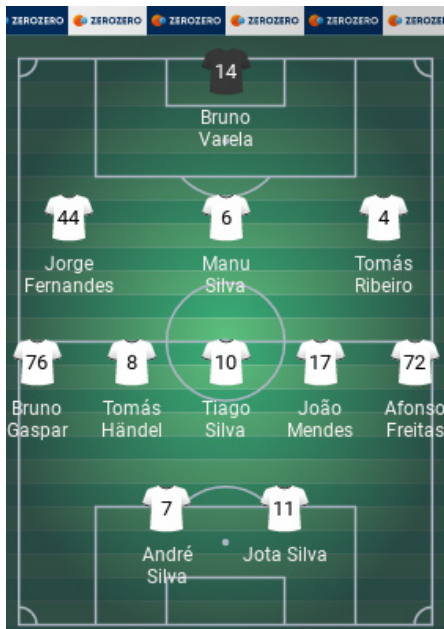 ZEROZERO ZEROZERO ZEROZERO ZEROZERO ZEROZERO ZEROZE
14
Bruno
Varela
44 6 4
Jorge Manu Tomás
Fernandes Silva Ribeiro
76 8 10 17 72
Bruno Tomás Tiago João Afonso
Gaspar Händel Silva Mendes Freitas
7 11
André Jota Silva
Silva